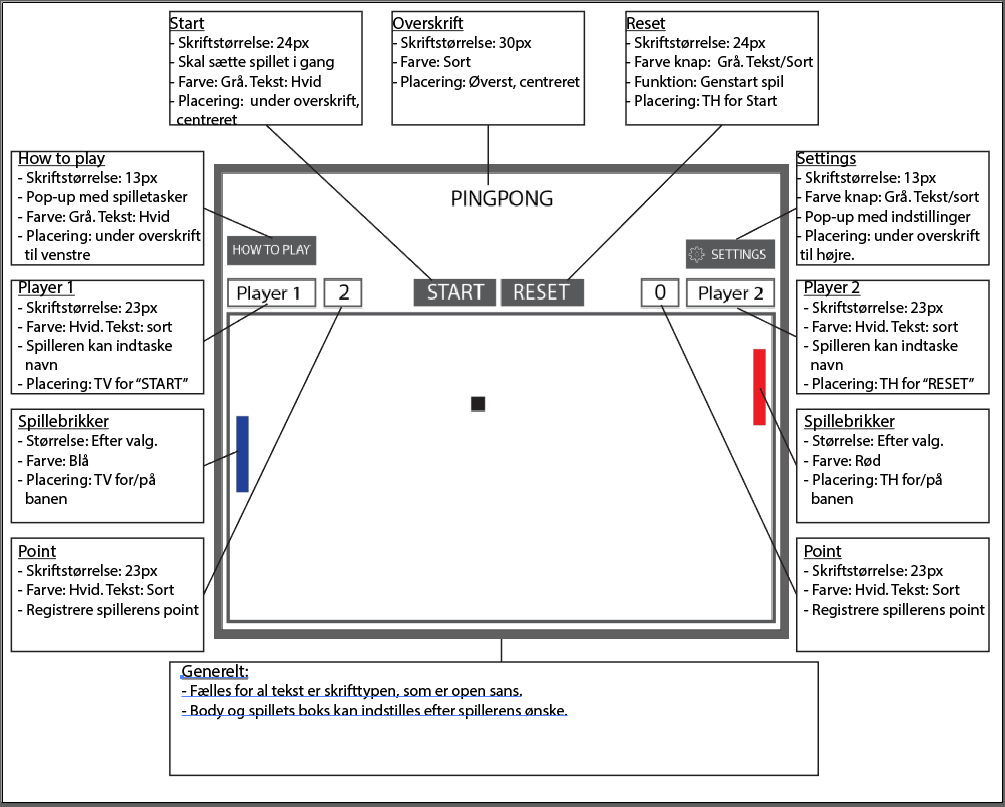 Start
- Skriftstørrelse: 24px
- Skal sætte spillet i gang
- Farve: Grå. Tekst: Hvid
- Placering:  under overskrift,
centreret
Overskrift
- Skriftstørrelse: 30px
- Farve: Sort
- Placering: Øverst, centreret
Reset
- Skriftstørrelse: 24px
- Farve knap:  Grå. Tekst/Sort
- Funktion: Genstart spil
- Placering: TH for Start
How to play
- Skriftstørrelse: 13px
- Pop-up med spilletasker
- Farve: Grå. Tekst: Hvid
- Placering: under overskrift
til venstre
Player 1
- Skriftstørrelse: 23px
- Farve: Hvid. Tekst: sort
- Spilleren kan indtaske
navn
- Placering: TV for “START”
Spillebrikker
- Størrelse: Efter valg.
- Farve: Blå
- Placering: TV for/på
banen
Point
- Skriftstørrelse: 23px
- Farve: Hvid. Tekst: Sort
- Registrere spillerens point
PINGPONG
HOW TO PLAY
SETTINGS
Player 1
2
START
RESET
0
Player 2
Settings
- Skriftstørrelse: 13px
- Farve knap: Grå. Tekst/sort
- Pop-up med indstillinger
- Placering: under overskrift
til højre.
Player 2
- Skriftstørrelse: 23px
- Farve: Hvid. Tekst: sort
- Spilleren kan indtaske
navn
- Placering: TH for “RESET”
Spillebrikker
- Størrelse: Efter valg.
- Farve: Rød
- Placering: TH for/på
banen
Point
- Skriftstørrelse: 23px
- Farve: Hvid. Tekst: Sort
- Registrere spillerens point
Generelt:
- Fælles for al tekst er skrifttypen, som er open sans.
- Body og spillets boks kan indstilles efter spillerens ønske.